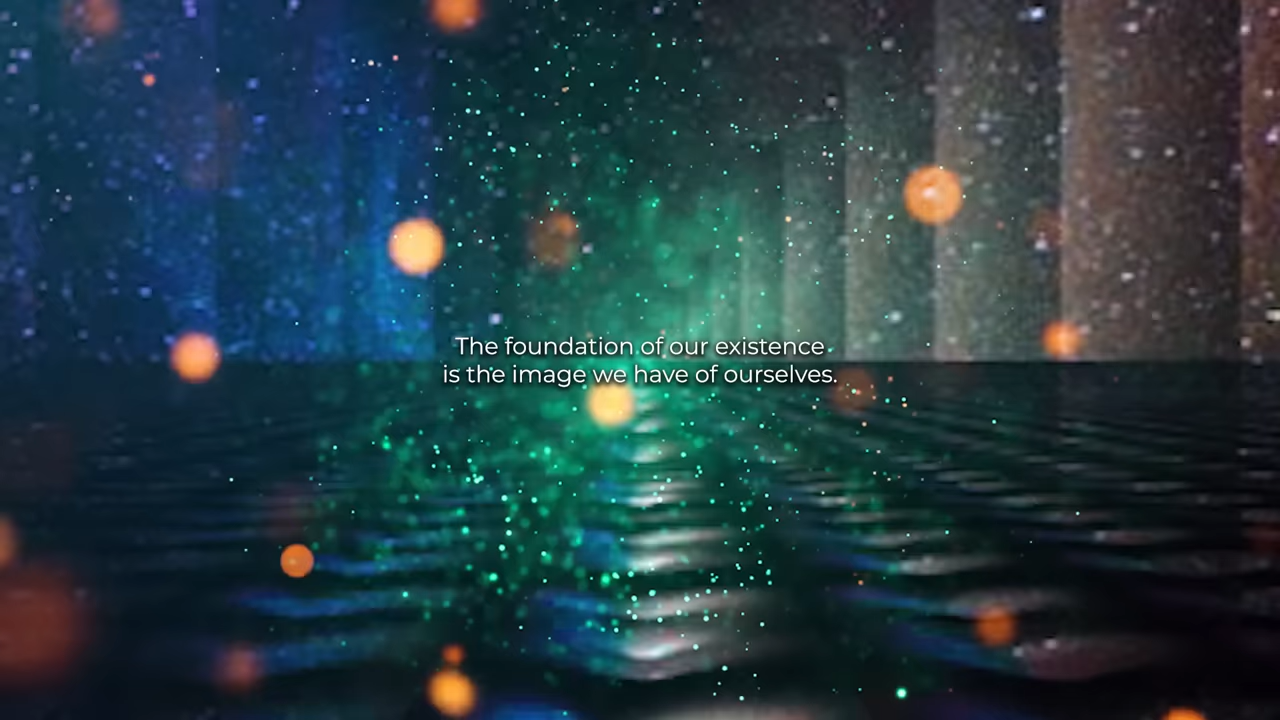 The foundation of our existence
is the image we have of ourselves.